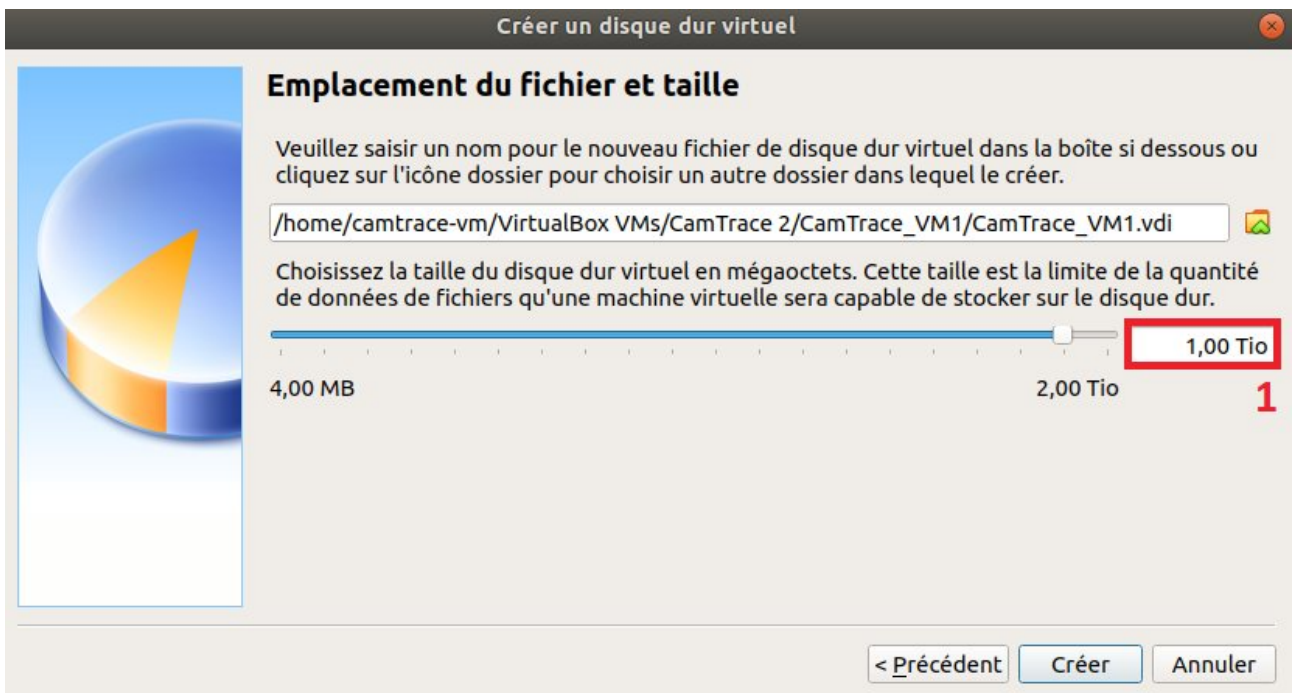 Créer un disque dur virtuel
Emplacement du fichier et taille
Veuillez saisir un nom pour le nouveau fichier de disque dur virtuel dans la boîte si dessous ou
cliquez sur l'icône dossier pour choisir un autre dossier dans lequel le créer.
/home/camtrace-vm/VirtualBox VMs/CamTrace 2/CamTrace_VM1/CamTrace_VM1.vdi
Choisissez la taille du disque dur virtuel en mégaoctets. Cette taille est la limite de la quantité
de données de fichiers qu'une machine virtuelle sera capable de stocker sur le disque dur.
1,00 Tio
4,00 MB 2,00 Tio
1
< Précédent Créer Annuler